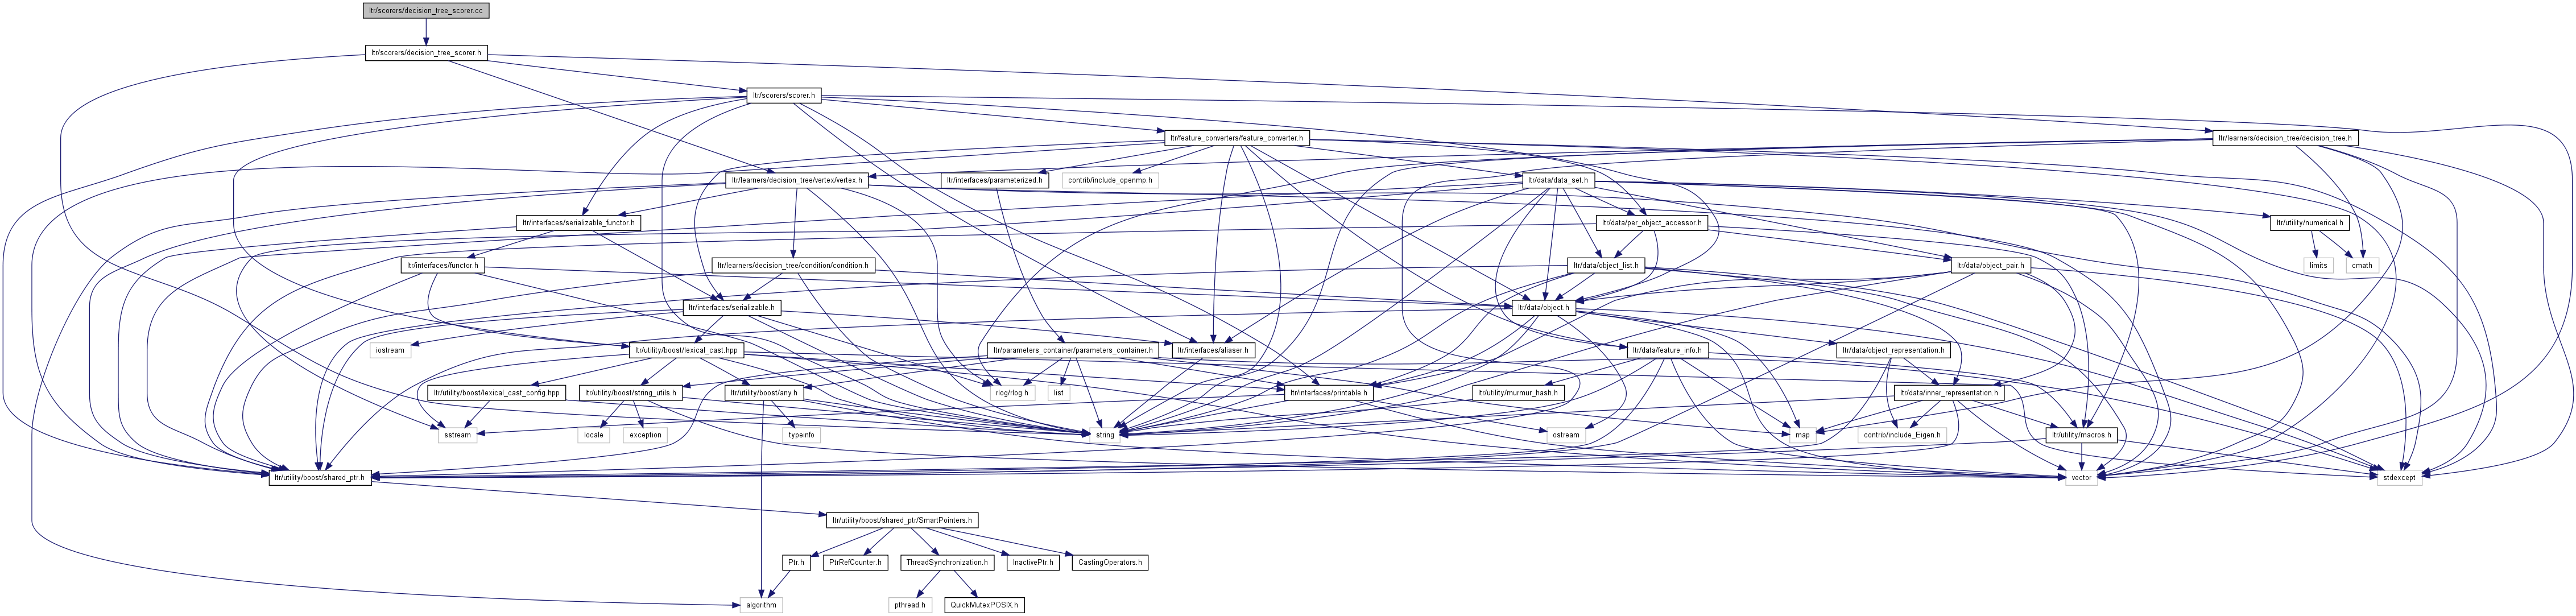 ltr/scorers/decision_tree_scorer.cc
ltr/scorers/decision_tree_scorer.h
ltr/scorers/scorer.h
ltr/feature_converters/feature_converter.h
ltr/learners/decision_tree/decision_tree.h
ltr/learners/decision_tree/vertex/vertex.h
ltr/interfaces/parameterized.h
contrib/include_openmp.h
ltr/data/data_set.h
ltr/interfaces/serializable_functor.h
ltr/data/per_object_accessor.h
ltr/utility/numerical.h
ltr/interfaces/functor.h
ltr/learners/decision_tree/condition/condition.h
ltr/data/object_list.h
ltr/data/object_pair.h
limits
cmath
ltr/interfaces/serializable.h
ltr/data/object.h
iostream
ltr/utility/boost/lexical_cast.hpp
ltr/parameters_container/parameters_container.h
ltr/interfaces/aliaser.h
ltr/data/feature_info.h
ltr/data/object_representation.h
ltr/utility/boost/lexical_cast_config.hpp
ltr/utility/boost/string_utils.h
ltr/utility/boost/any.h
rlog/rlog.h
list
ltr/interfaces/printable.h
ltr/utility/murmur_hash.h
ltr/data/inner_representation.h
sstream
locale
exception
typeinfo
string
ostream
map
contrib/include_Eigen.h
ltr/utility/macros.h
ltr/utility/boost/shared_ptr.h
vector
stdexcept
ltr/utility/boost/shared_ptr/SmartPointers.h
Ptr.h
PtrRefCounter.h
ThreadSynchronization.h
InactivePtr.h
CastingOperators.h
algorithm
pthread.h
QuickMutexPOSIX.h